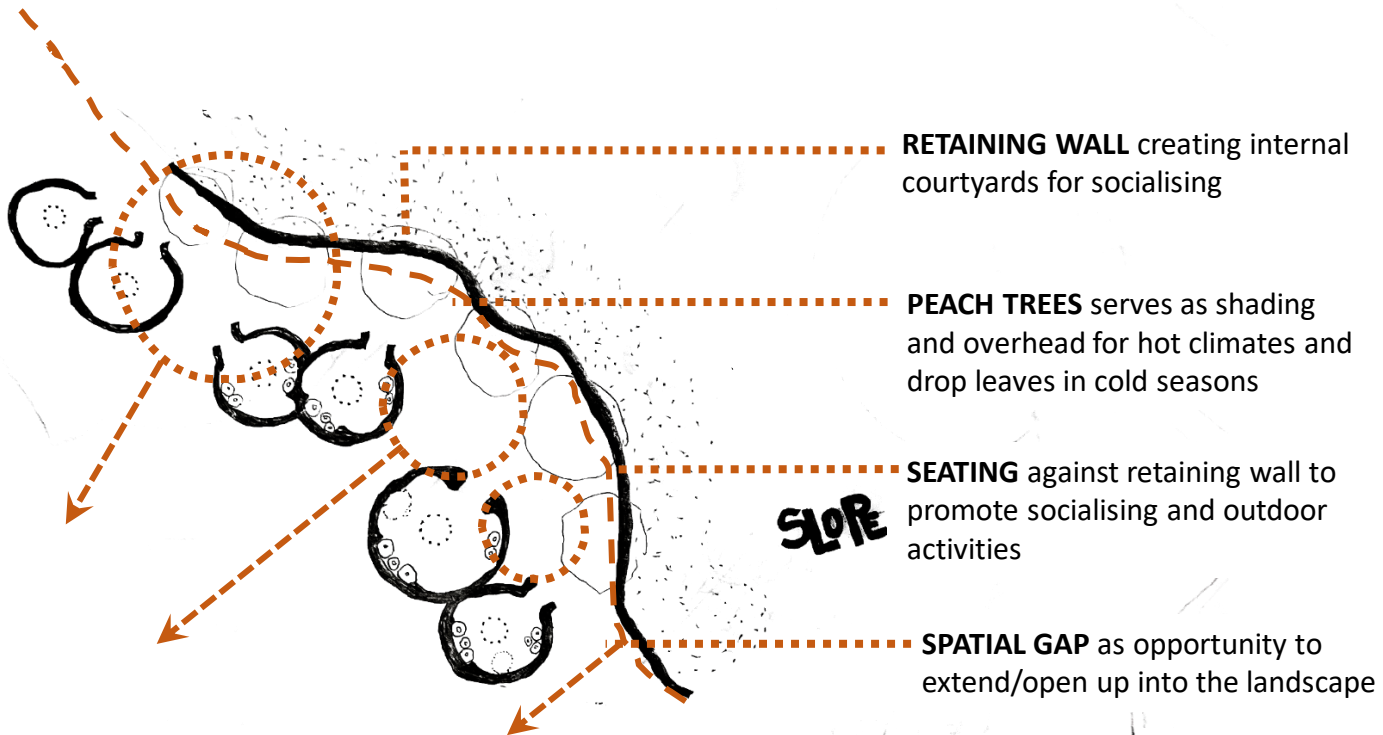 RETAINING WALL creating internal
courtyards for socialising
PEACH TREES serves as shading
and overhead for hot climates and
drop leaves in cold seasons
SEATING against retaining wall to
promote socialising and outdoor
activities
SLOPE
SPATIAL GAP as opportunity to
extend/open up into the landscape